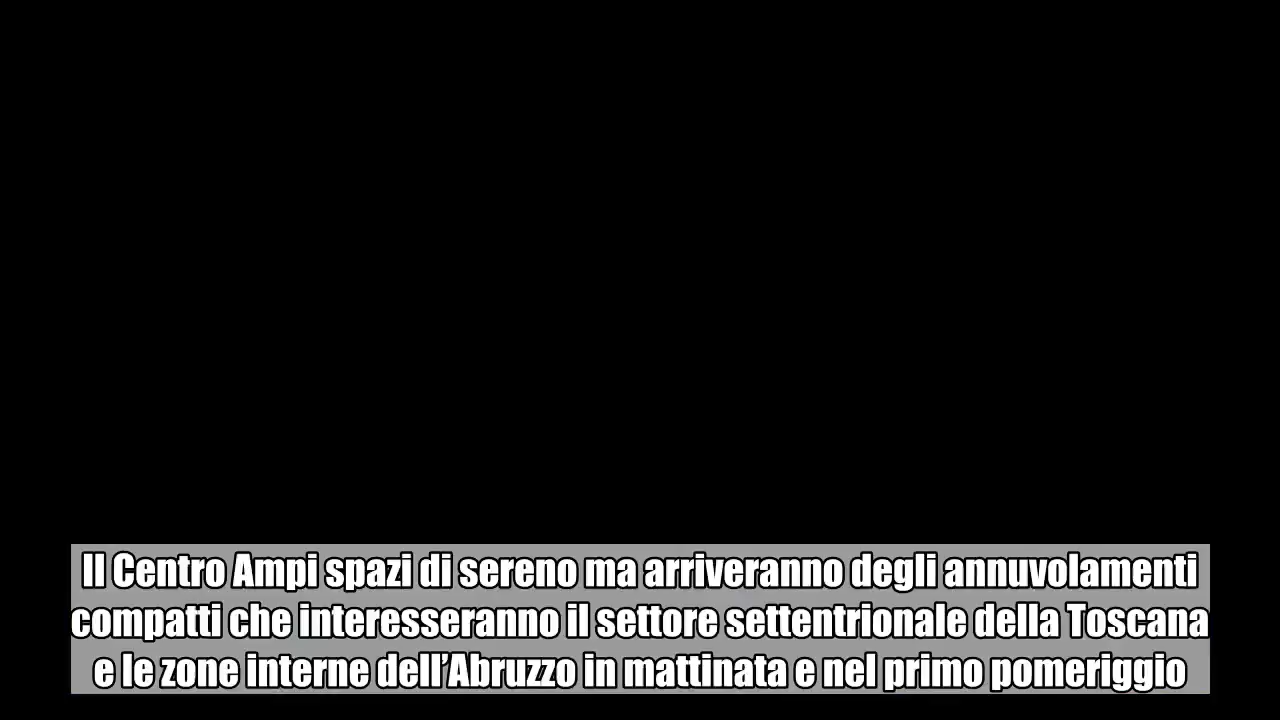 Il Centro Ampi spazi di sereno ma arriveranno degli annuvolamenti
compatti che interesseranno il settore settentrionale della Toscana
e le zone interne dell’Abruzzo in mattinata e nel primo pomeriggio